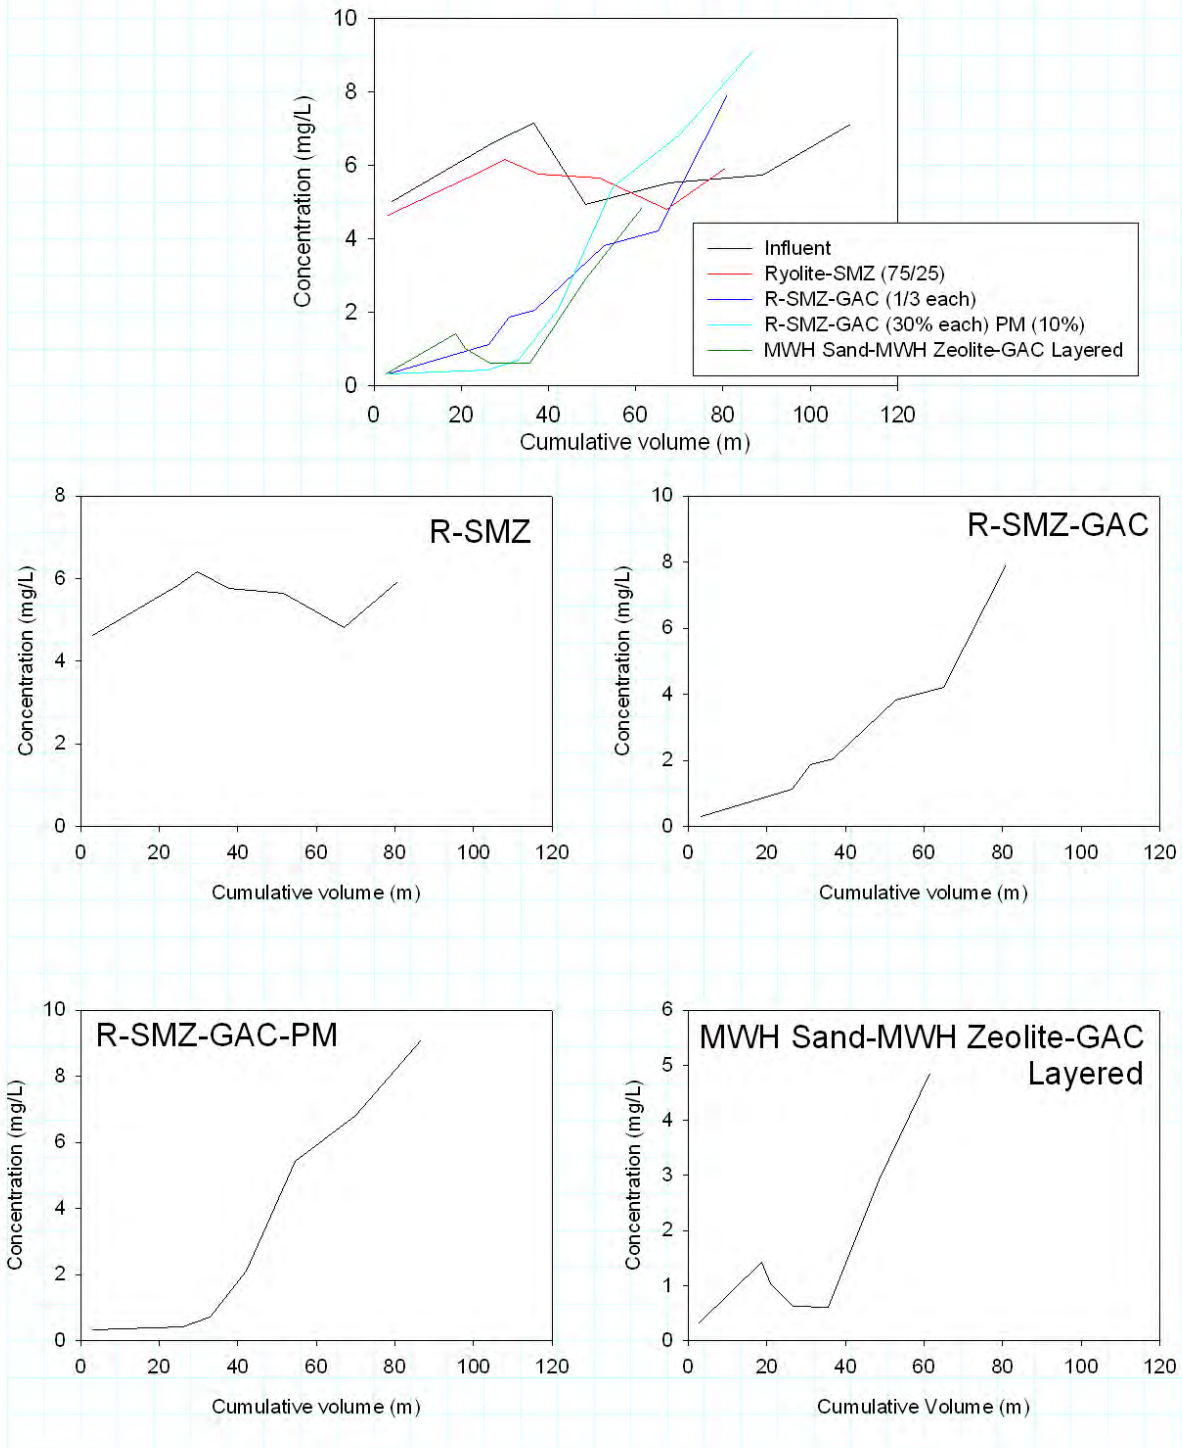 10
8
6
4
2
0
Concentration (mg/L)
0 20 40 60 80 100 120
Cumulative volume (m)
Influent
Ryolite-SMZ (75/25)
R-SMZ-GAC (1/3 each)
R-SMZ-GAC (30% each) PM (10%)
MWH Sand-MWH Zeolite-GAC Layered
R-SMZ
8
6
4
2
0
Concentration (mg/L)
0 20 40 60 80 100 120
Cumulative volume (m)
R-SMZ-GAC
10
8
6
4
2
0
Concentration (mg/L)
0 20 40 60 80 100 120
Cumulative volume (m)
R-SMZ-GAC-PM
10
8
6
4
2
0
Concentration (mg/L)
0 20 40 60 80 100 120
Cumulative volume (m)
MWH Sand-MWH Zeolite-GAC
Layered
6
5
4
3
2
1
0
Concentration (mg/L)
0 20 40 60 80 100 120
Cumulative Volume (m)